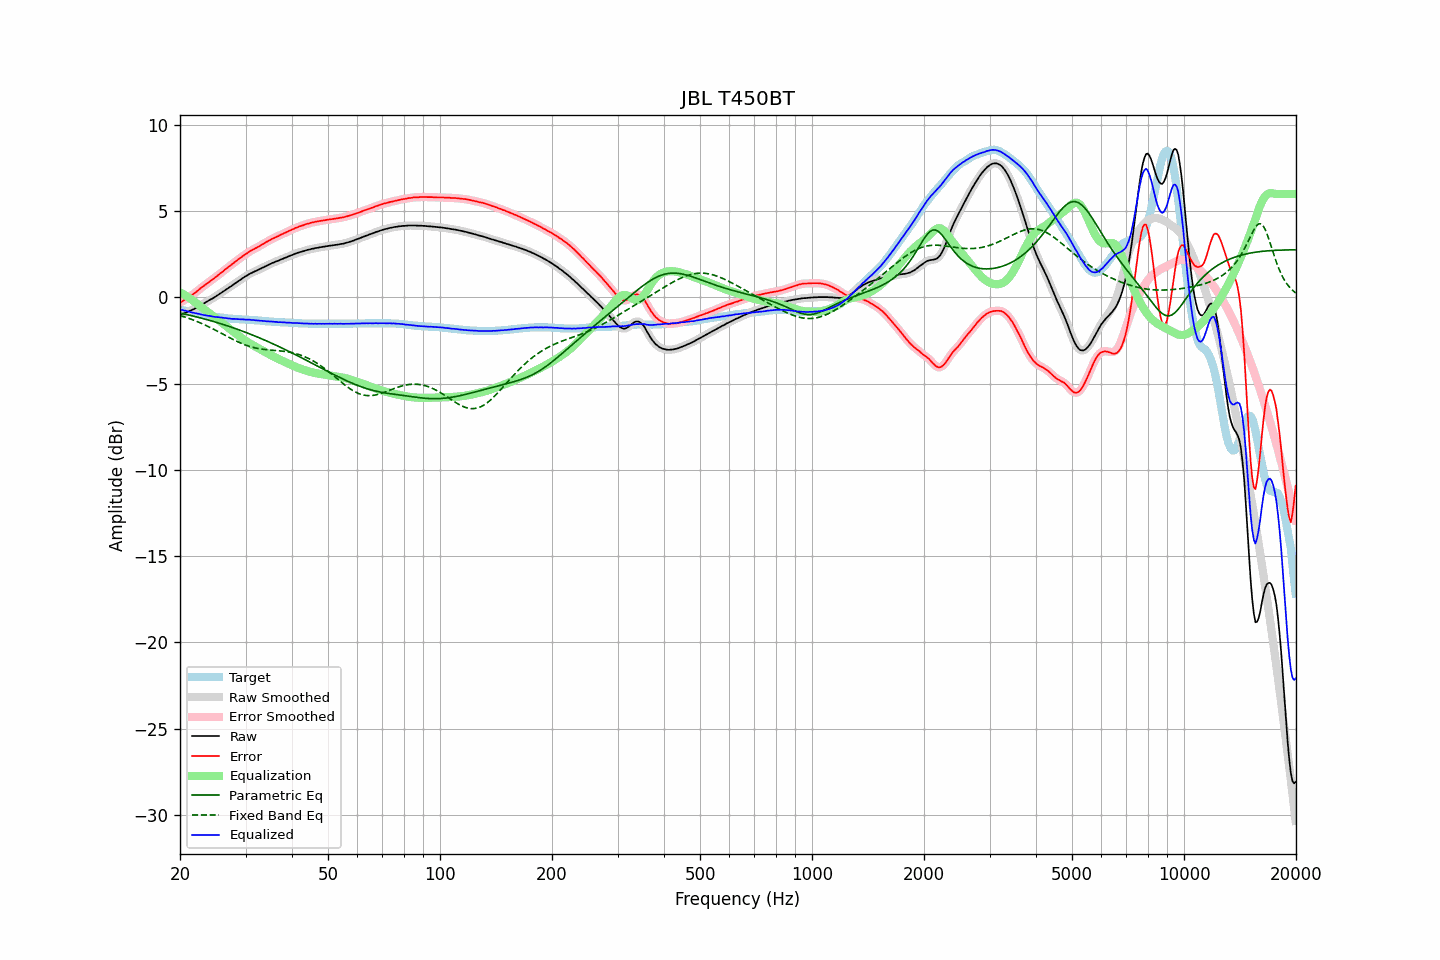 JBL T450BT
10
5
0
−5
−10
−15
−20
−25
−30
Amplitude (dBr)
Target
Raw Smoothed
Error Smoothed
Raw
Error
Equalization
Parametric Eq
Fixed Band Eq
Equalized
20 50 100 200 500 1000 2000 5000 10000 20000
Frequency (Hz)